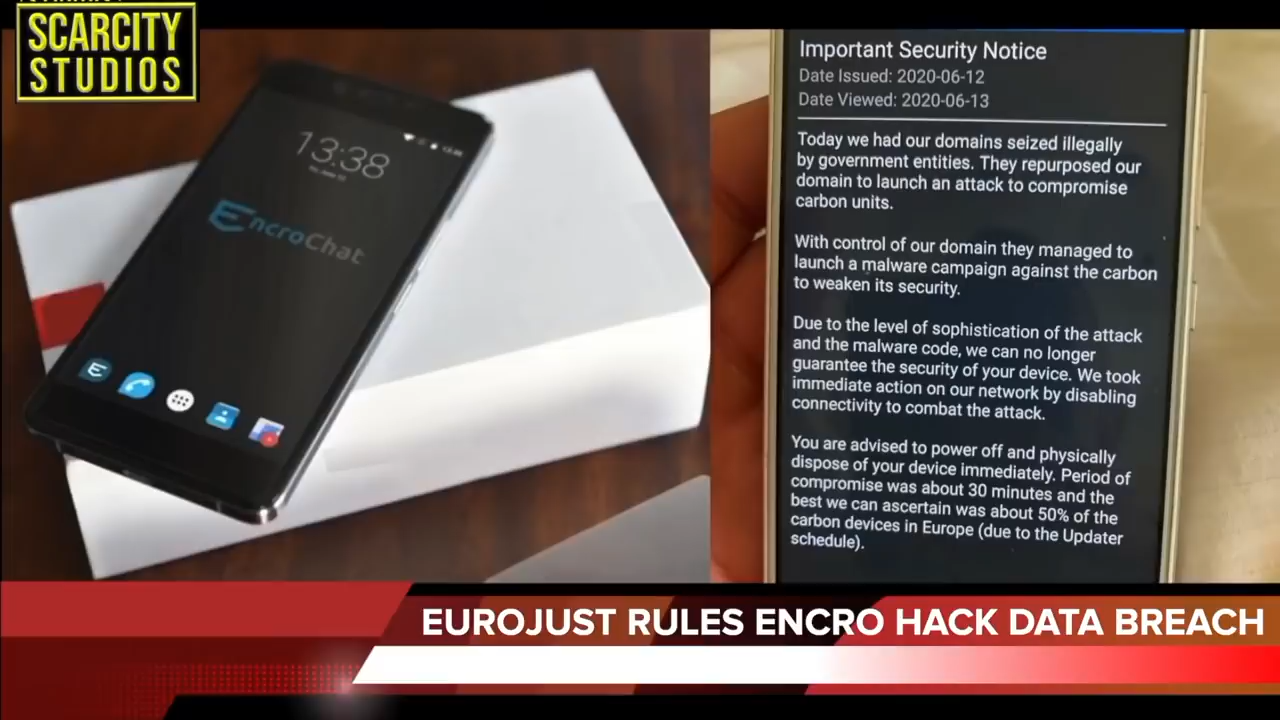 SCARCITY
STUDIOS
13:38
EncroChat
Important Security Notice
Date Issued: 2020-06-12
Date Viewed: 2020-06-13
Today we had our domains seized illegally
by government entities. They repurposed our
domain to launch an attack to compromise
carbon units.
With control of our domain they managed to
launch a malware campaign against the carbon
to weaken its security.
Due to the level of sophistication of the attack
and the malware code, we can no longer
guarantee the security of your device. We took
immediate action on our network by disabling
connectivity to combat the attack.
You are advised to power off and physically
dispose of your device immediately. Period of
compromise was about 30 minutes and the
best we can ascertain was about 50% of the
carbon devices in Europe (due to the Updater
schedule).
EUROJUST RULES ENCRO HACK DATA BREACH